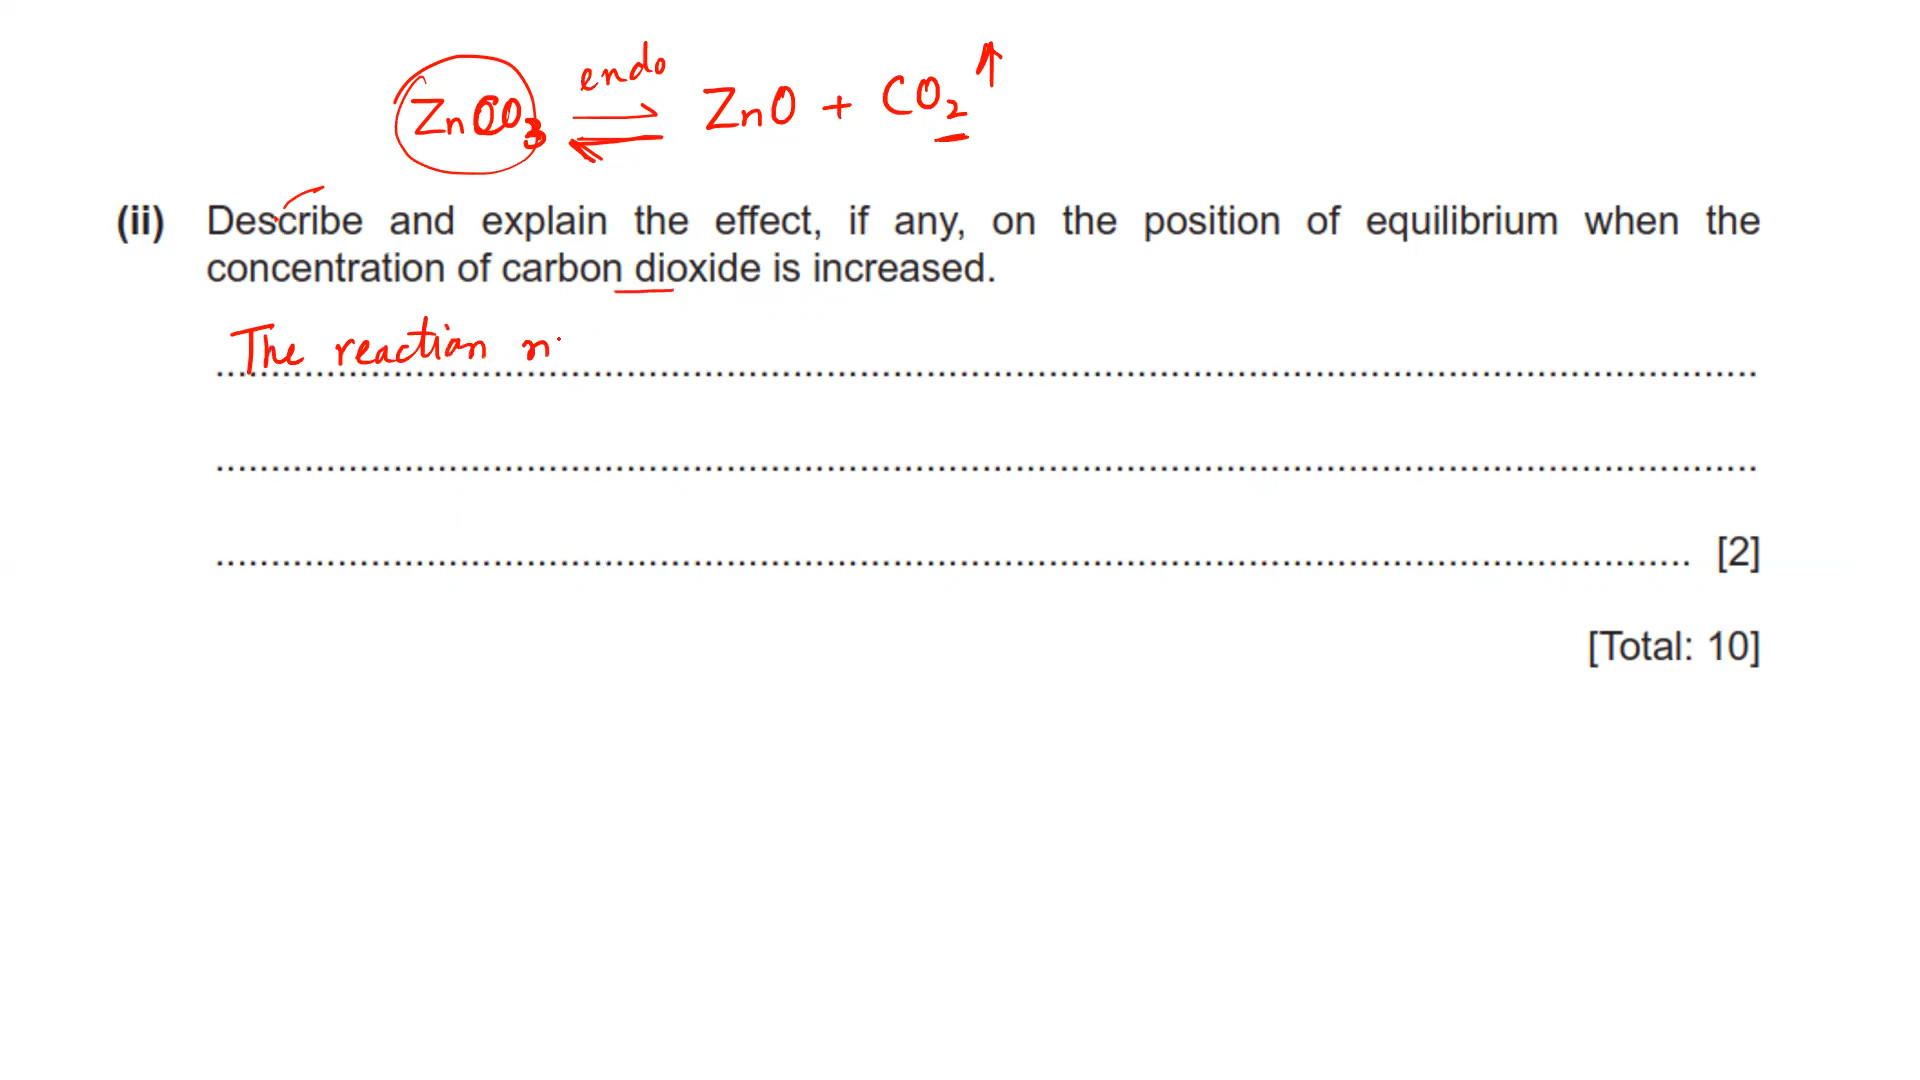 endo
ZnCO₃ ⇌ ZnO + CO₂ ↑
(ii) Describe and explain the effect, if any, on the position of equilibrium when the
concentration of carbon dioxide is increased.
The reaction
[2]
[Total: 10]